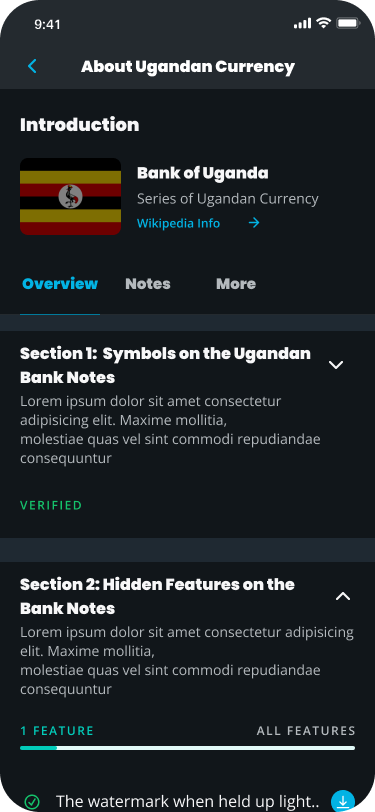 9:41
About Ugandan Currency
Introduction
Bank of Uganda
Series of Ugandan Currency
Wikipedia Info
Overview Notes More
Section 1: Symbols on the Ugandan
Bank Notes
Lorem ipsum dolor sit amet consectetur
adipisicing elit. Maxime mollitia,
molestiae quas vel sint commodi repudiandae
consequuntur
VERIFIED
Section 2: Hidden Features on the
Bank Notes
Lorem ipsum dolor sit amet consectetur adipisicing
elit. Maxime mollitia,
molestiae quas vel sint commodi repudiandae
consequuntur
1 FEATURE ALL FEATURES
The watermark when held up light..